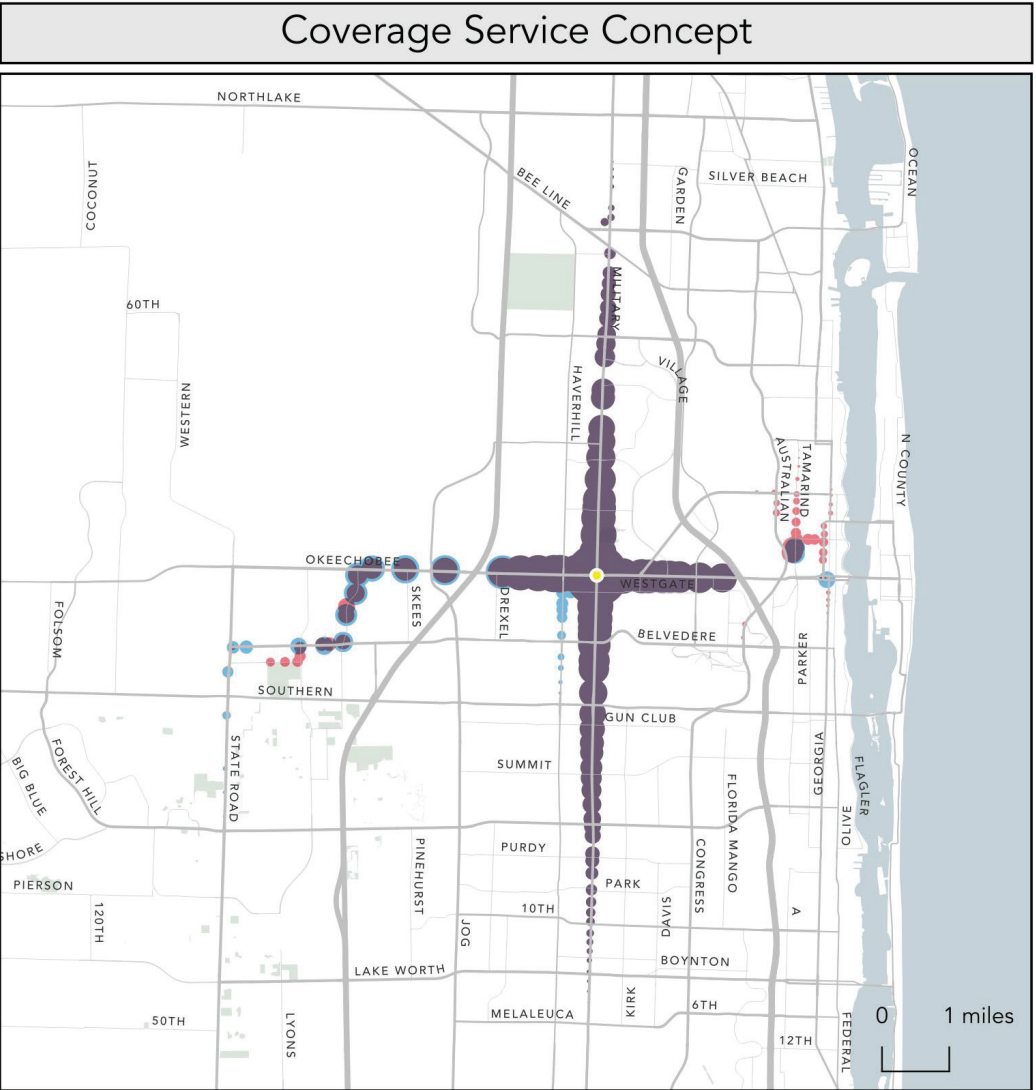 Coverage Service Concept
NORTHLAKE
COCONUT
BEE LINE
GARDEN
SILVER BEACH
OCEAN
60TH
MILITARY
WESTERN
HAVERHILL
VILLAGE
AUSTRALIAN
TAMARIND
N COUNTY
OKEECHOBEE
SKEES
DREXEL
WESTGATE
FOLSOM
BELVEDERE
PARKER
SOUTHERN
GUN CLUB
STATE ROAD
SUMMIT
GEORGIA
FLAGLER
BIG BLUE
FOREST HILL
FLORIDA MANGO
OLIVE
SHORE
PURDY
PINEHURST
CONGRESS
PIERSON
PARK
120TH
10TH
DAVIS
A
JOG
BOYNTON
LAKE WORTH
KIRK
6TH
50TH
LYONS
MELALEUCA
12TH
FEDERAL
0 1 miles